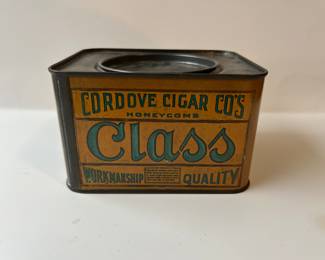 CORDOVE CIGAR CO'S
HONEYCOMB
Class
WORKMANSHIP QUALITY